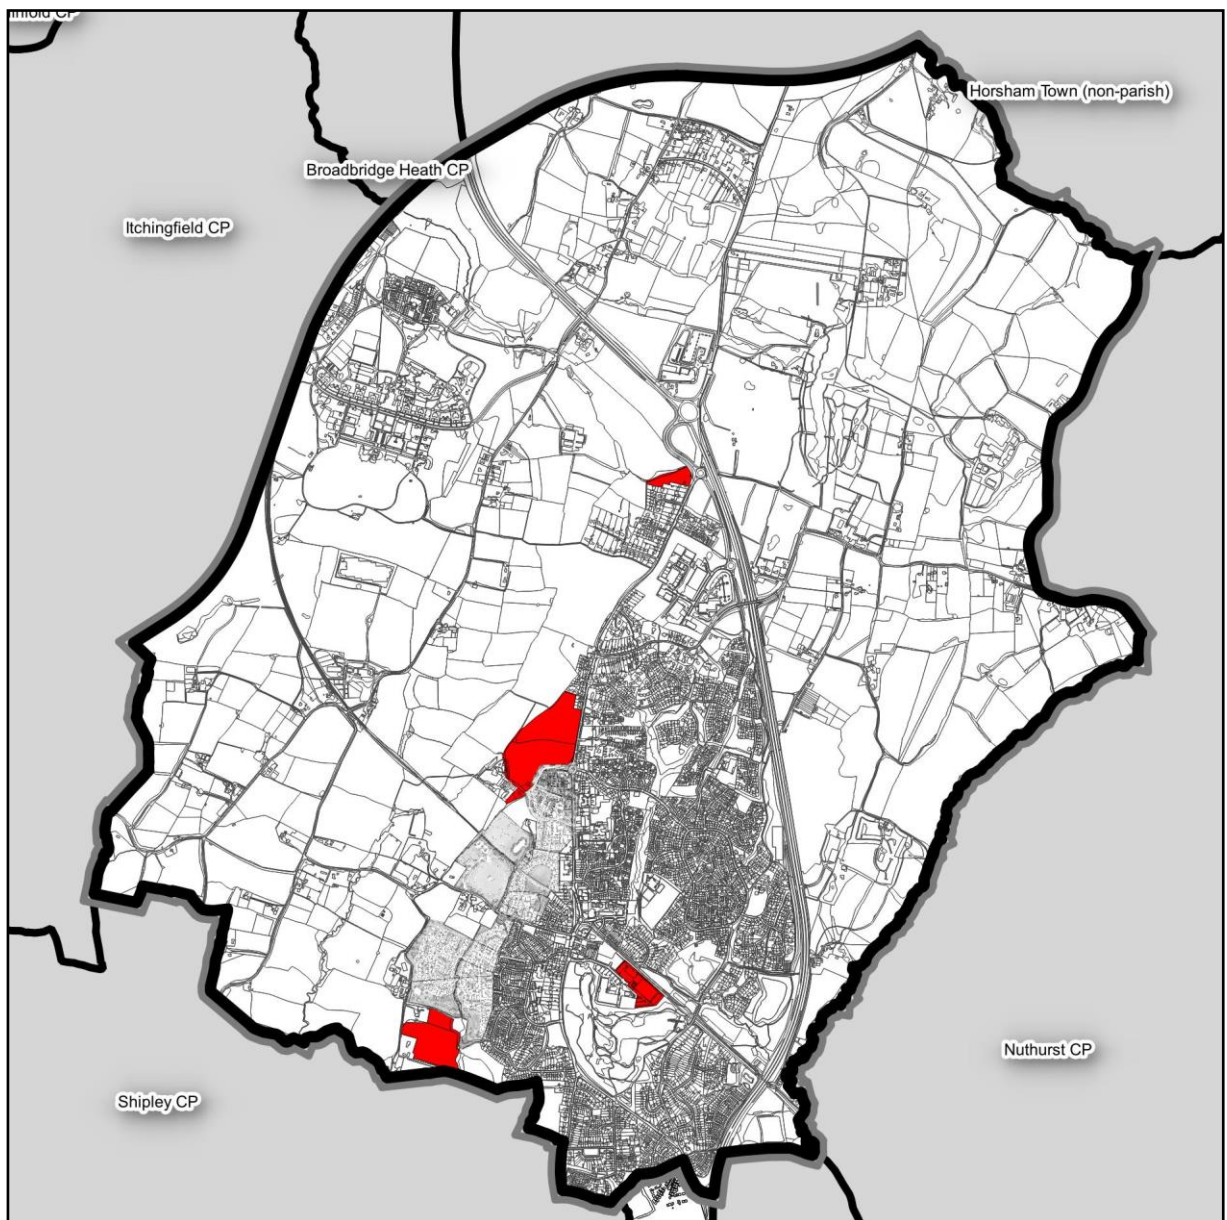 Horsham Town (non-parish)
Broadbridge Heath CP
Itchingfield CP
Nuthurst CP
Shipley CP